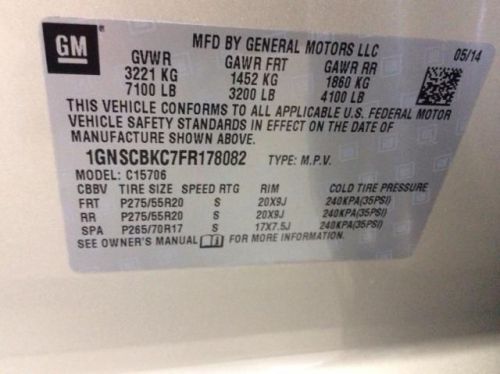 GM
MFD BY GENERAL MOTORS LLC
05/14
GVWR GAWR FRT GAWR RR
3221 KG 1452 KG 1860 KG
7100 LB 3200 LB 4100 LB
THIS VEHICLE CONFORMS TO ALL APPLICABLE U.S. FEDERAL MOTOR
VEHICLE SAFETY STANDARDS IN EFFECT ON THE DATE OF
MANUFACTURE SHOWN ABOVE.
1GNSCBKC7FR178082 TYPE: M.P.V.
MODEL: C15706
CBBV TIRE SIZE SPEED RTG RIM COLD TIRE PRESSURE
FRT P275/55R20 S 20X9J 240KPA(35PSI)
RR P275/55R20 S 20X9J 240KPA(35PSI)
SPA P265/70R17 S 17X7.5J 240KPA(35PSI)
SEE OWNER'S MANUAL FOR MORE INFORMATION